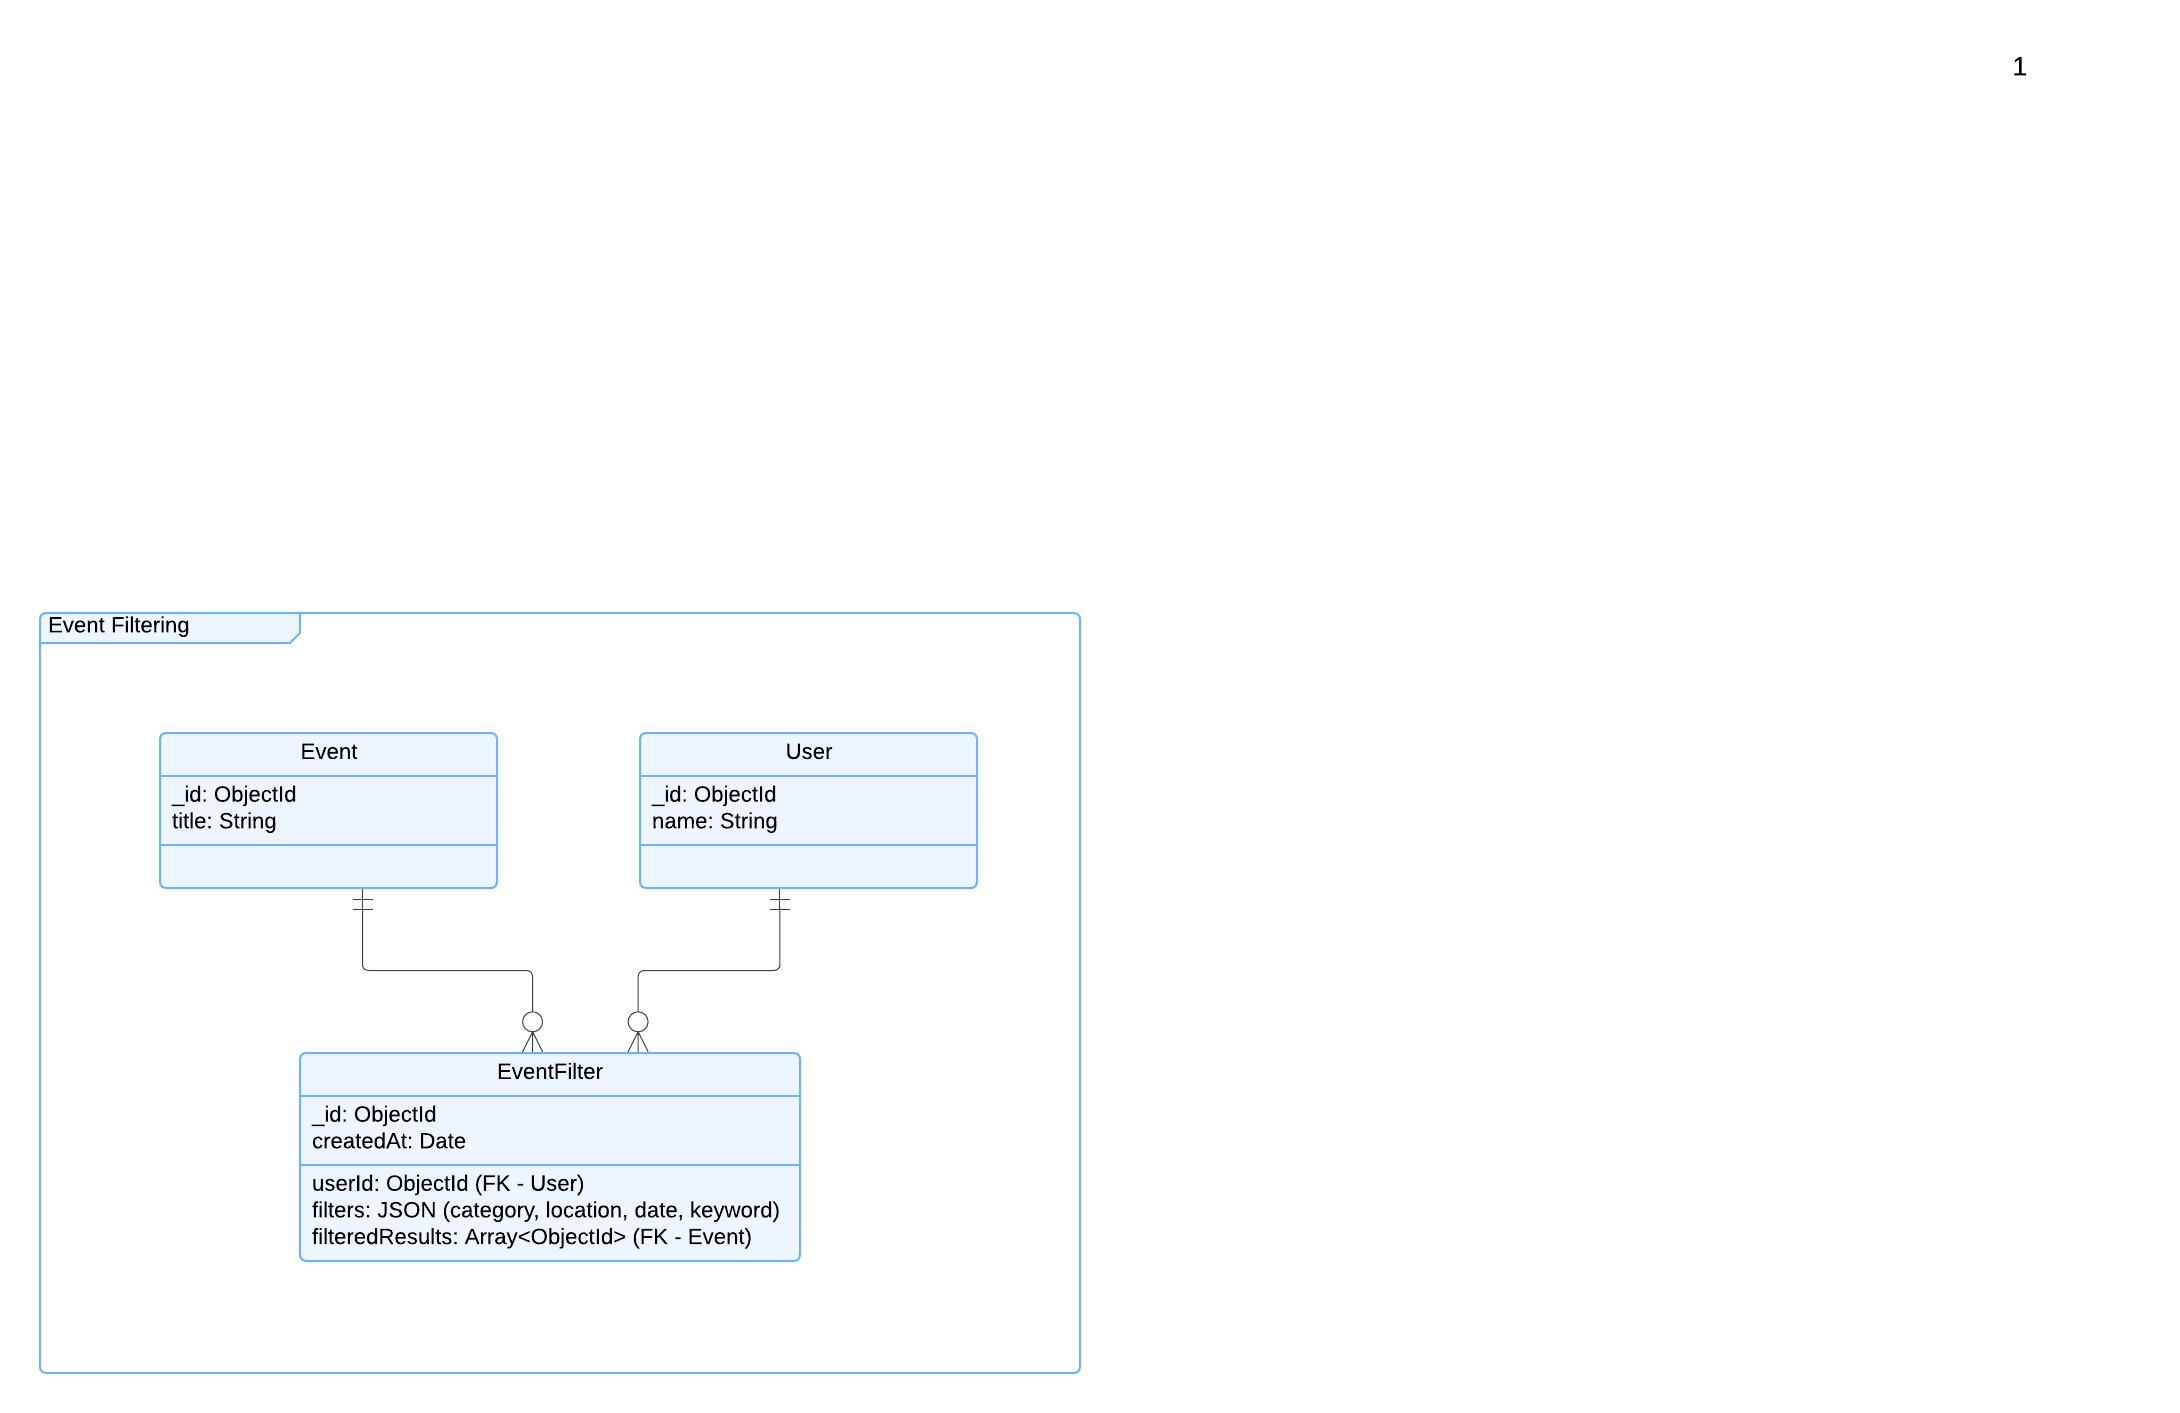 1
Event Filtering
Event
_id: ObjectId
title: String
User
_id: ObjectId
name: String
EventFilter
_id: ObjectId
createdAt: Date
userId: ObjectId (FK - User)
filters: JSON (category, location, date, keyword)
filteredResults: Array<ObjectId> (FK - Event)